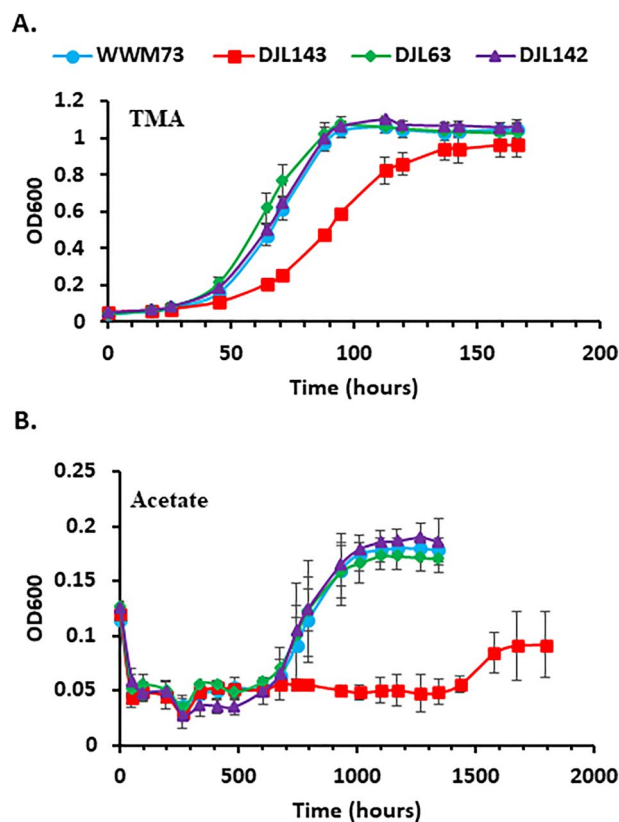 A.
WWM73 DJL143 DJL63 DJL142
TMA
1.2
1
0.8
0.6
0.4
0.2
0
OD600
0 50 100 150 200
Time (hours)
B.
Acetate
0.25
0.2
0.15
0.1
0.05
0
OD600
0 500 1000 1500 2000
Time (hours)